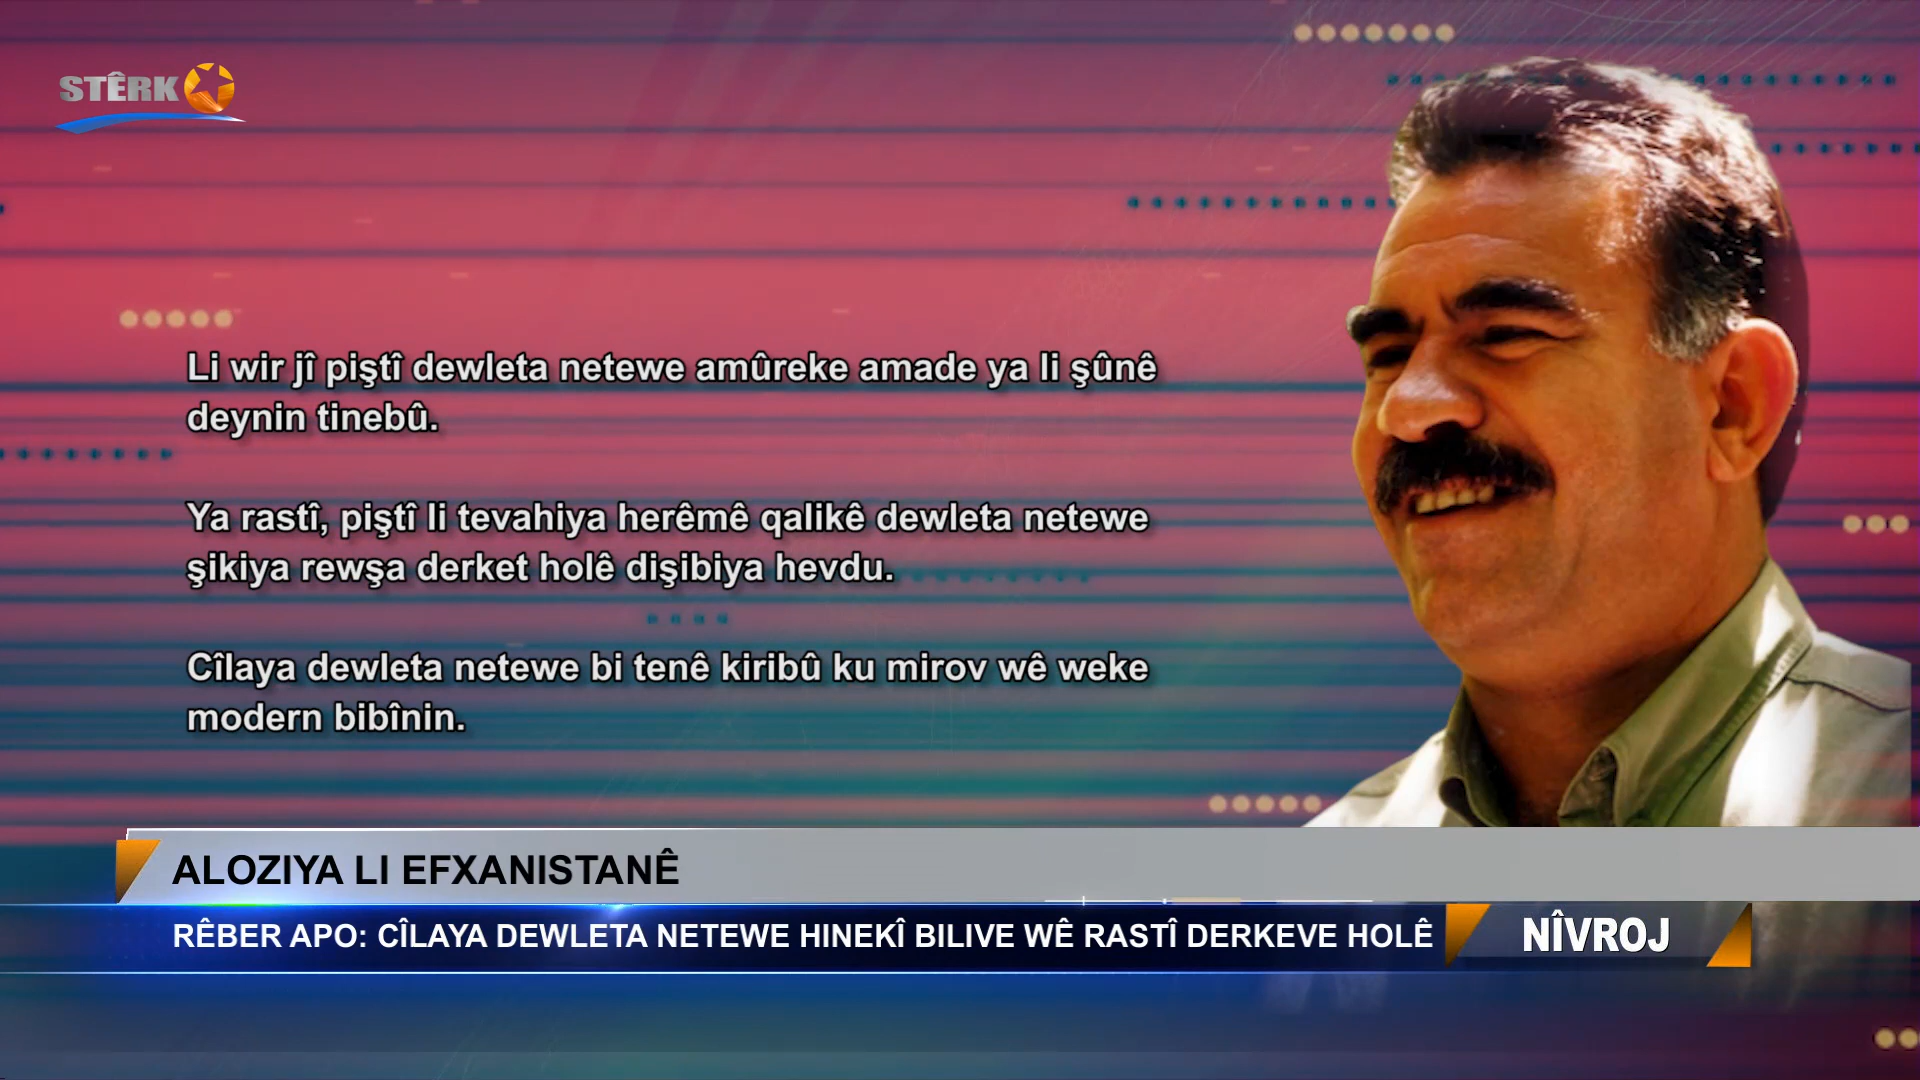 STÊRK
Li wir jî piştî dewleta netewe amûreke amade ya li şûnê
deynin tinebû.
Ya rastî, piştî li tevahiya herêmê qalikê dewleta netewe
şikiya rewşa derket holê dişibiya hevdu.
Cîlaya dewleta netewe bi tenê kiribû ku mirov wê weke
modern bibînin.
ALOZIYA LI EFXANISTANÊ
RÊBER APO: CÎLAYA DEWLETA NETEWE HINEKÎ BILIVE WÊ RASTÎ DERKEVE HOLÊ
NÎVROJ